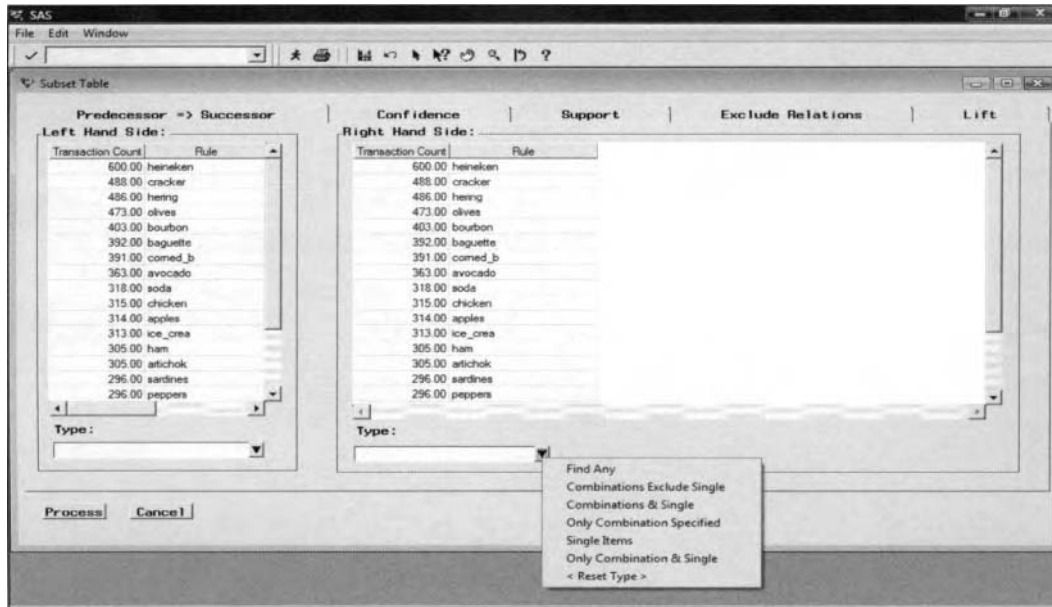 SAS
File Edit Window
?
Subset Table
Predecessor => Successor Confidence Support Exclude Relations Lift
Left Hand Side:
Transaction Count Rule
600.00 heineken
488.00 cracker
486.00 hering
473.00 olives
403.00 bourbon
392.00 baguette
391.00 corned_b
363.00 avocado
318.00 soda
315.00 chicken
314.00 apples
313.00 ice_crea
305.00 ham
305.00 artichok
296.00 sardines
296.00 peppers
Type:
Right Hand Side:
Transaction Count Rule
600.00 heineken
488.00 cracker
486.00 hering
473.00 olives
403.00 bourbon
392.00 baguette
391.00 corned_b
363.00 avocado
318.00 soda
315.00 chicken
314.00 apples
313.00 ice_crea
305.00 ham
305.00 artichok
296.00 sardines
296.00 peppers
Type:
Find Any
Combinations Exclude Single
Combinations & Single
Only Combination Specified
Single Items
Only Combination & Single
< Reset Type >
Process Cancel